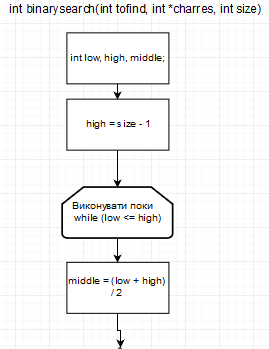 int binarysearch(int tofind, int *charres, int size)
int low, high, middle;
high = size - 1
Виконувати поки
while (low <= high)
middle = (low + high)
/ 2